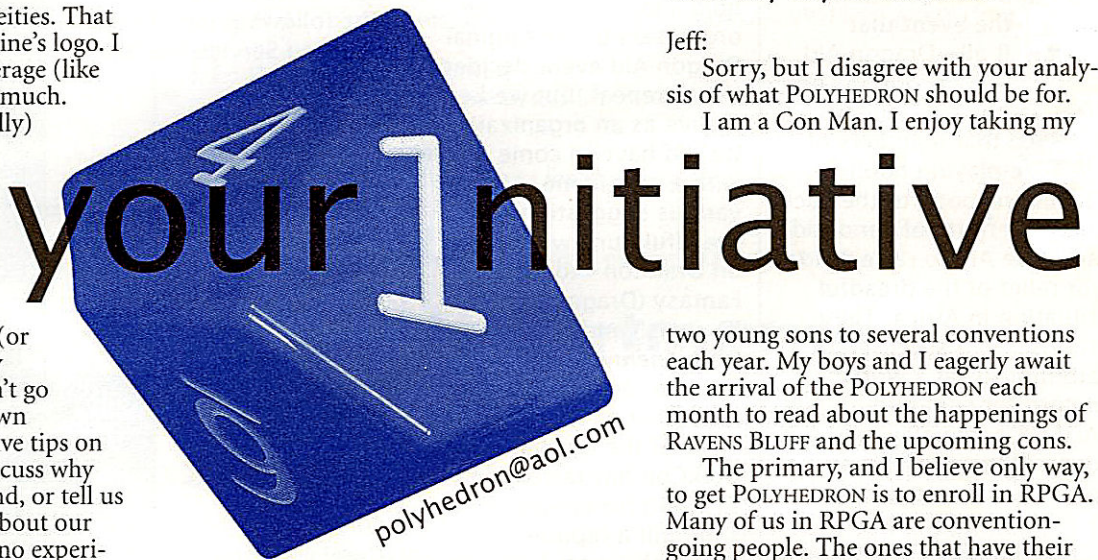 eities. That
ine's logo. I
erage (like
much.
lly)
4
your 1nitiative
9
polyhedron@aol.com
(or
n't go
wn
ve tips on
cuss why
nd, or tell us
bout our
no experi-
Jeff:
Sorry, but I disagree with your analy-
sis of what POLYHEDRON should be for.
I am a Con Man. I enjoy taking my
two young sons to several conventions
each year. My boys and I eagerly await
the arrival of the POLYHEDRON each
month to read about the happenings of
RAVENS BLUFF and the upcoming cons.
The primary, and I believe only way,
to get POLYHEDRON is to enroll in RPGA.
Many of us in RPGA are convention-
going people. The ones that have their